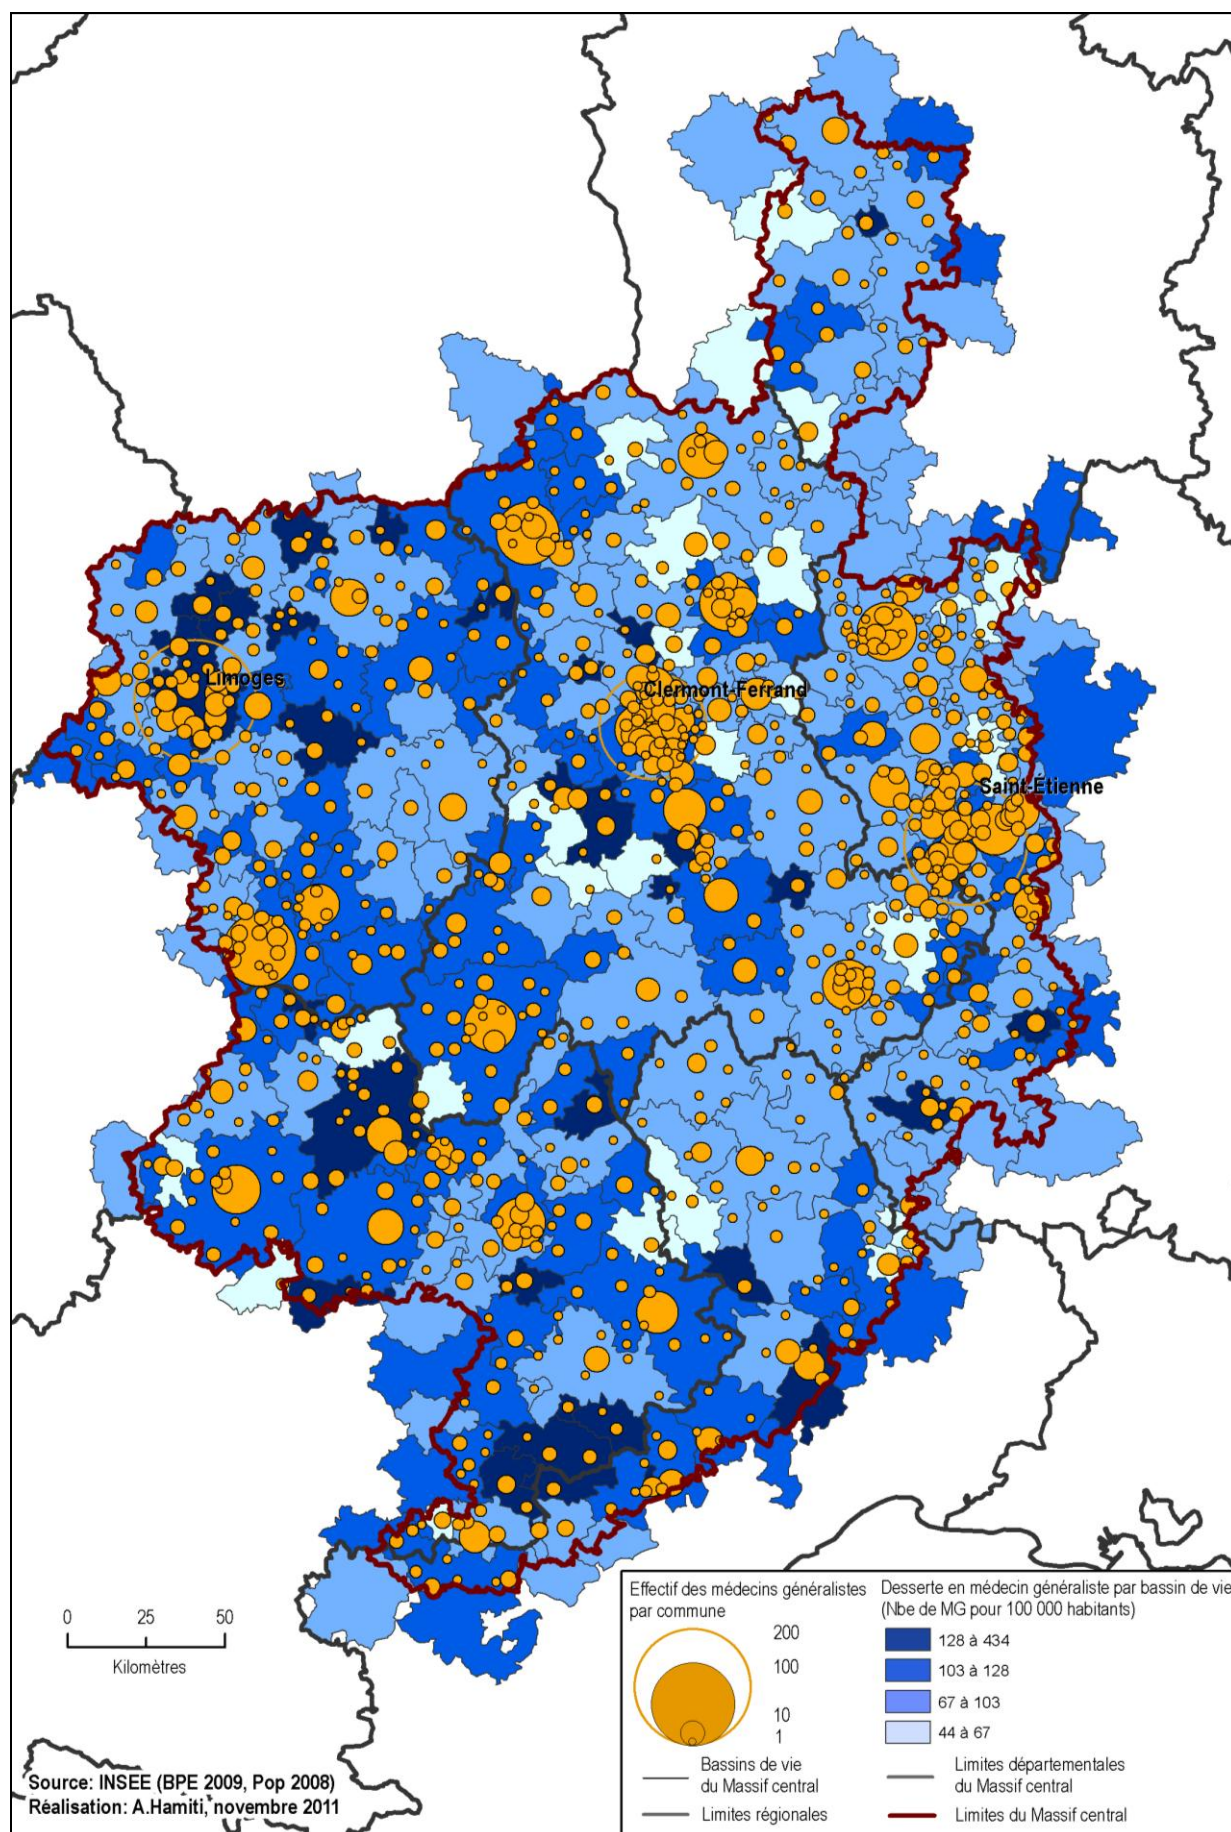 Limoges
Clermont-Ferrand
Saint-Étienne
0 25 50
Kilomètres
Source: INSEE (BPE 2009, Pop 2008)
Réalisation: A.Hamiti, novembre 2011
Effectif des médecins généralistes
par commune
200
100
10
1
Desserte en médecin généraliste par bassin de vie
(Nbe de MG pour 100 000 habitants)
128 à 434
103 à 128
67 à 103
44 à 67
Bassins de vie
du Massif central
Limites régionales
Limites départementales
du Massif central
Limites du Massif central